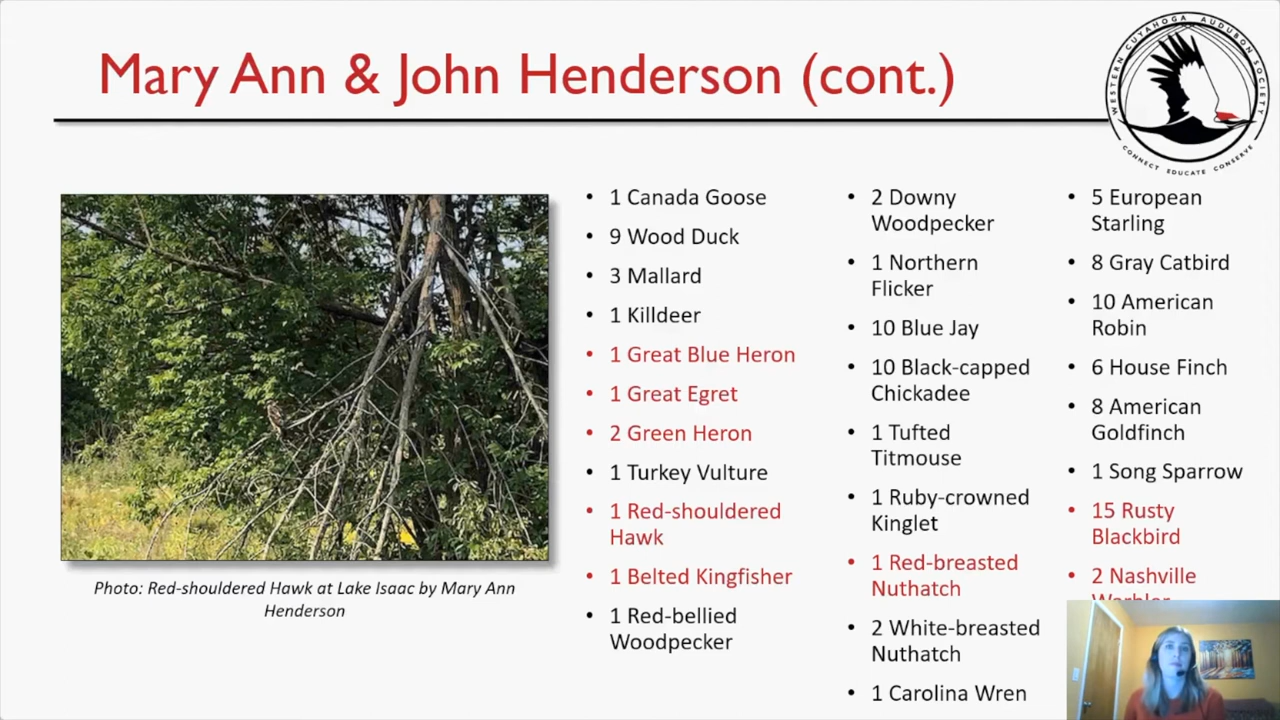 Mary Ann & John Henderson (cont.)
WESTERN CUYAHOGA AUDUBON SOCIETY
CONNECT EDUCATE CONSERVE
• 1 Canada Goose
• 9 Wood Duck
• 3 Mallard
• 1 Killdeer
• 1 Great Blue Heron
• 1 Great Egret
• 2 Green Heron
• 1 Turkey Vulture
• 1 Red-shouldered
Hawk
• 1 Belted Kingfisher
• 1 Red-bellied
Woodpecker
• 2 Downy
Woodpecker
• 1 Northern
Flicker
• 10 Blue Jay
• 10 Black-capped
Chickadee
• 1 Tufted
Titmouse
• 1 Ruby-crowned
Kinglet
• 1 Red-breasted
Nuthatch
• 2 White-breasted
Nuthatch
• 1 Carolina Wren
• 5 European
Starling
• 8 Gray Catbird
• 10 American
Robin
• 6 House Finch
• 8 American
Goldfinch
• 1 Song Sparrow
• 15 Rusty
Blackbird
• 2 Nashville
Warbler
Photo: Red-shouldered Hawk at Lake Isaac by Mary Ann
Henderson